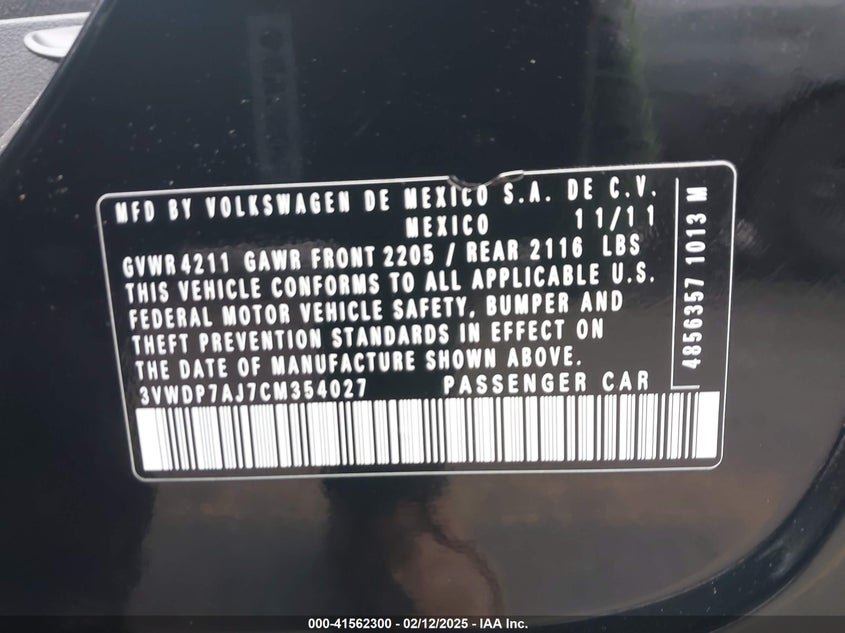 MFD BY VOLKSWAGEN DE MEXICO S.A. DE C.V.
MEXICO 11/11
GVWR 4211 GAWR FRONT 2205 / REAR 2116 LBS
THIS VEHICLE CONFORMS TO ALL APPLICABLE U.S.
FEDERAL MOTOR VEHICLE SAFETY, BUMPER AND
THEFT PREVENTION STANDARDS IN EFFECT ON
THE DATE OF MANUFACTURE SHOWN ABOVE.
3VWDP7AJ7CM354027 PASSENGER CAR
4856357 1013 M
000-41562300 - 02/12/2025 - IAA Inc.